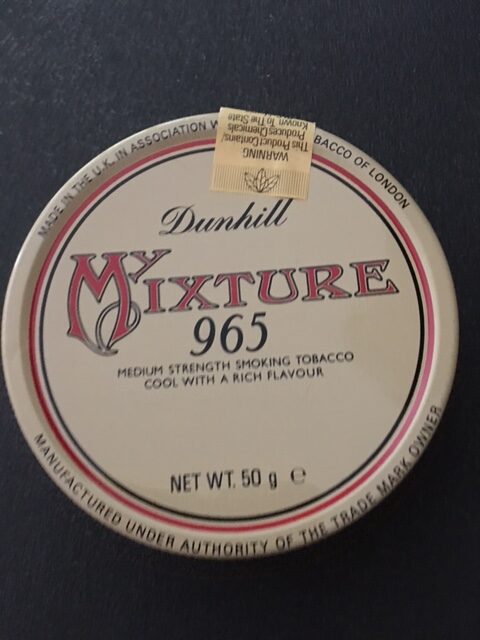 MADE IN THE U.K. IN ASSOCIATION W
BACCO OF LONDON
WARNING
This Product Contains/
Produces Chemicals
Known To The State
Dunhill
My MIXTURE
965
MEDIUM STRENGTH SMOKING TOBACCO
COOL WITH A RICH FLAVOUR
NET WT. 50 g e
MANUFACTURED UNDER AUTHORITY OF THE TRADE MARK OWNER